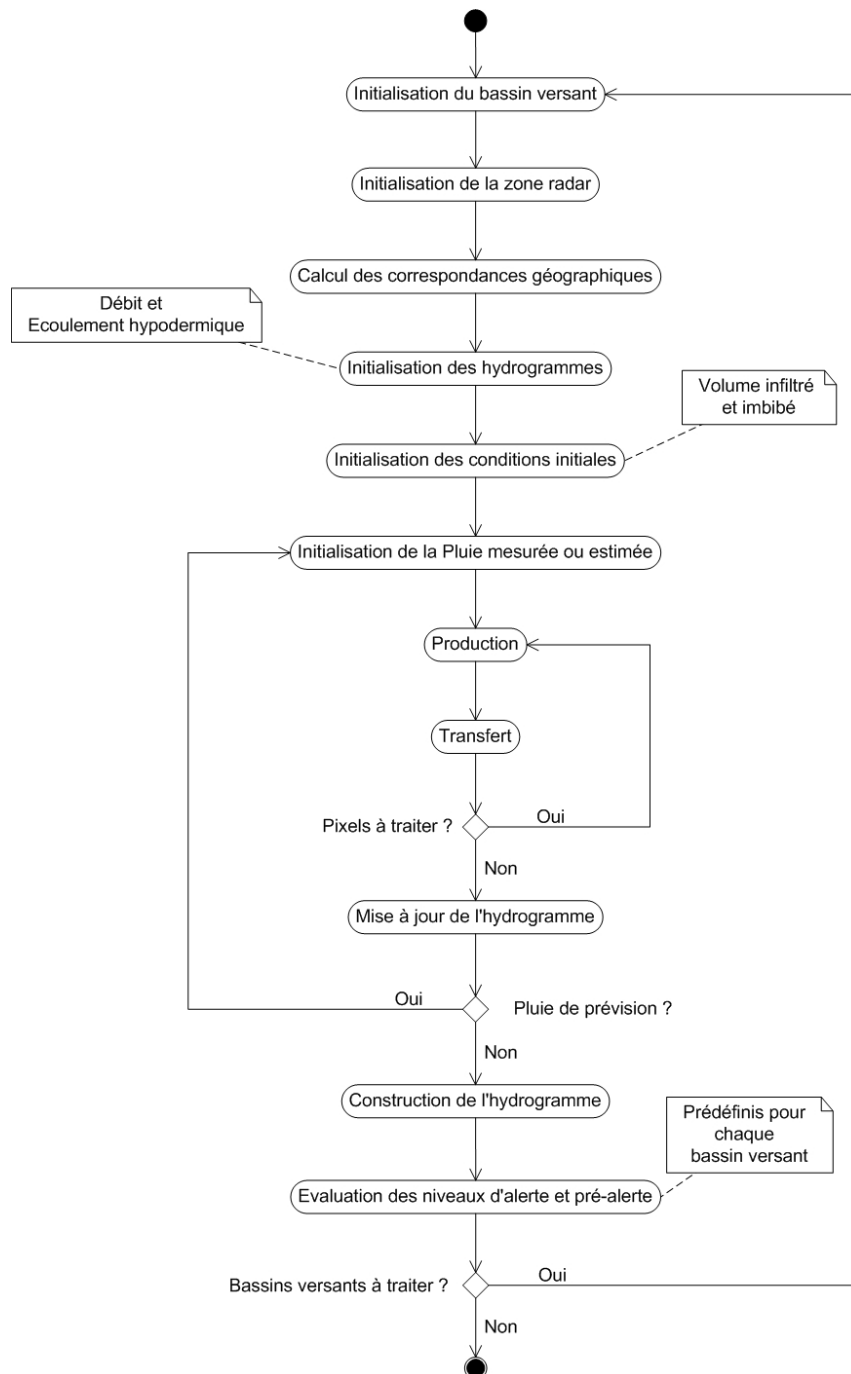 Initialisation du bassin versant
Initialisation de la zone radar
Calcul des correspondances géographiques
Débit et
Ecoulement hypodermique
Initialisation des hydrogrammes
Volume infiltré
et imbibé
Initialisation des conditions initiales
Initialisation de la Pluie mesurée ou estimée
Production
Transfert
Pixels à traiter ?
Oui
Non
Mise à jour de l'hydrogramme
Oui
Pluie de prévision ?
Non
Construction de l'hydrogramme
Prédéfinis pour
chaque
bassin versant
Evaluation des niveaux d'alerte et pré-alerte
Bassins versants à traiter ?
Oui
Non